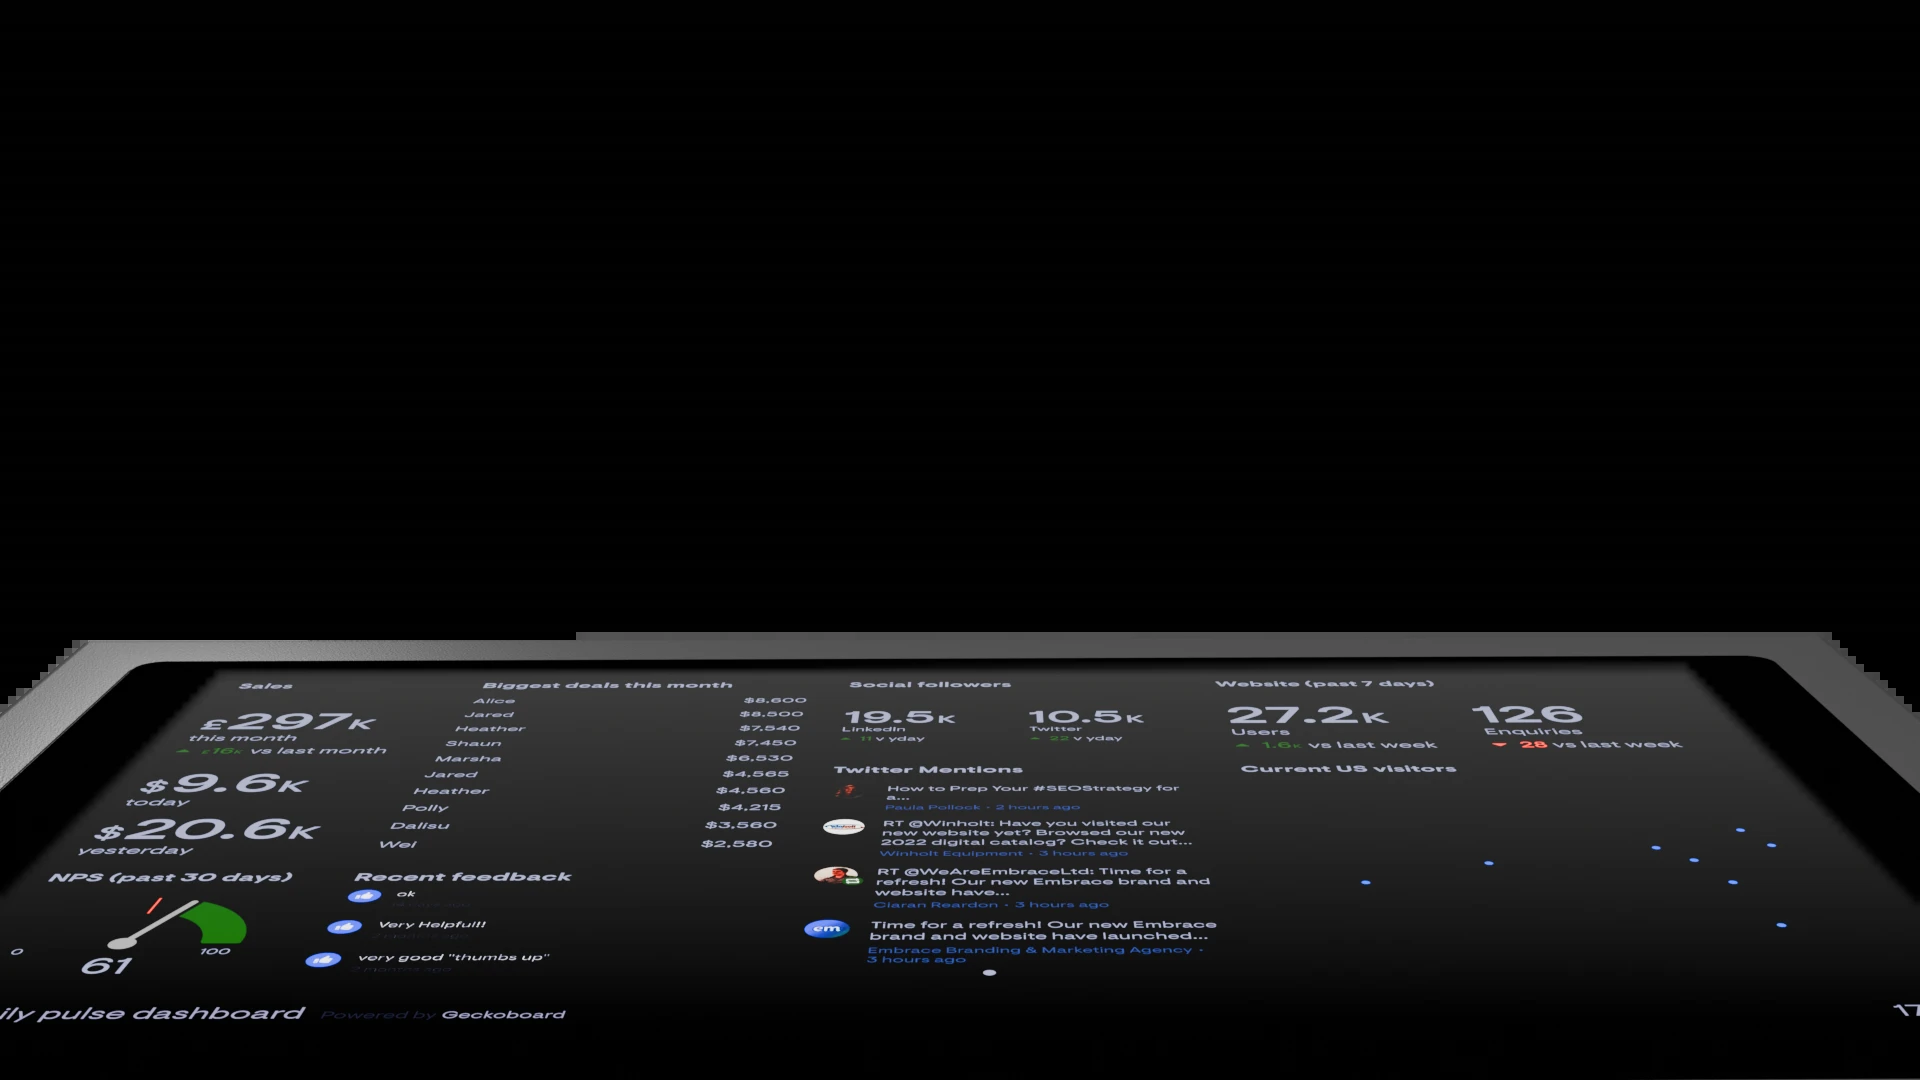 Sales
£297K
this month
£16K vs last month
$9.6K
today
$20.6K
yesterday
NPS (past 30 days)
0
100
61
Biggest deals this month
Alice $8,600
Jared $8,500
Heather $7,540
Shaun $7,450
Marsha $6,530
Jared $4,565
Heather $4,560
Polly $4,215
Dalisu $3,560
Wei $2,580
Recent feedback
ok
Very Helpful!!
very good "thumbs up"
2 months ago
Social followers
19.5K
LinkedIn
11 v yday
10.5K
Twitter
22 v yday
Twitter Mentions
How to Prep Your #SEOStrategy for
a...
Paula Pollock · 2 hours ago
RT @Winholt: Have you visited our
new website yet? Browsed our new
2022 digital catalog? Check it out...
Winholt Equipment · 3 hours ago
RT @WeAreEmbraceLtd: Time for a
refresh! Our new Embrace brand and
website have...
Ciaran Reardon · 3 hours ago
em
Time for a refresh! Our new Embrace
brand and website have launched...
Embrace Branding & Marketing Agency ·
3 hours ago
Website (past 7 days)
27.2K
Users
1.6K vs last week
126
Enquiries
28 vs last week
Current US visitors
ily pulse dashboard
Powered by Geckoboard
17